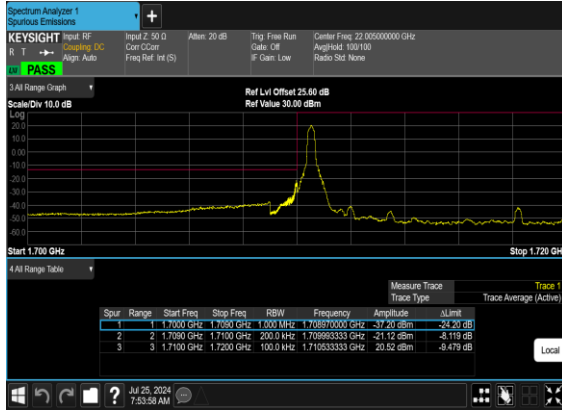 Spectrum Analyzer 1
Spurious Emissions
+
KEYSIGHT Input: RF Input Z: 50 Ω Atten: 20 dB Trig: Free Run Center Freq: 22.005000000 GHz
R T Coupling: DC Corr CCorr Gate: Off Avg|Hold: 100/100
Align: Auto Freq Ref: Int (S) IF Gain: Low Radio Std: None
PASS
3 All Range Graph
Ref Lvl Offset 25.60 dB
Scale/Div 10.0 dB Ref Value 30.00 dBm
Log
20.0
10.0
0.00
-10.0
-20.0
-30.0
-40.0
-50.0
-60.0
Start 1.700 GHz Stop 1.720 GH
4 All Range Table
Measure Trace Trace 1
Trace Type Trace Average (Active)
Spur Range Start Freq Stop Freq RBW Frequency Amplitude ΔLimit
1 1 1.7000 GHz 1.7090 GHz 1.000 MHz 1.708970000 GHz -37.20 dBm -24.20 dB
2 2 1.7090 GHz 1.7100 GHz 200.0 kHz 1.709993333 GHz -21.12 dBm -8.119 dB
3 3 1.7100 GHz 1.7200 GHz 100.0 kHz 1.710533333 GHz 20.52 dBm -9.479 dB
Local
?
Jul 25, 2024
7:53:58 AM